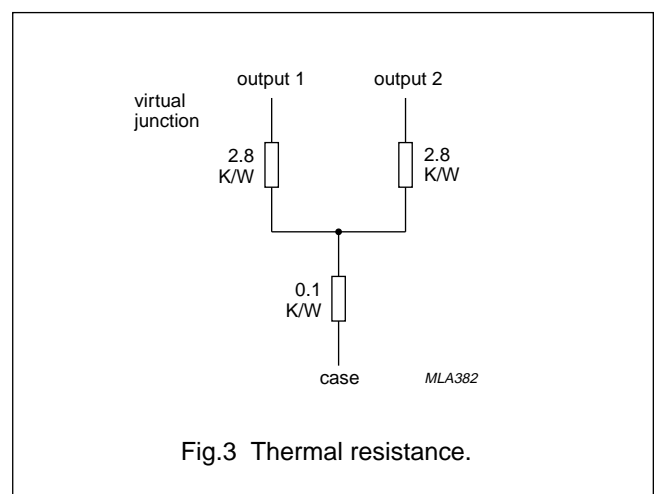 output 1
output 2
virtual
junction
2.8
K/W
2.8
K/W
0.1
K/W
case
MLA382
Fig.3 Thermal resistance.